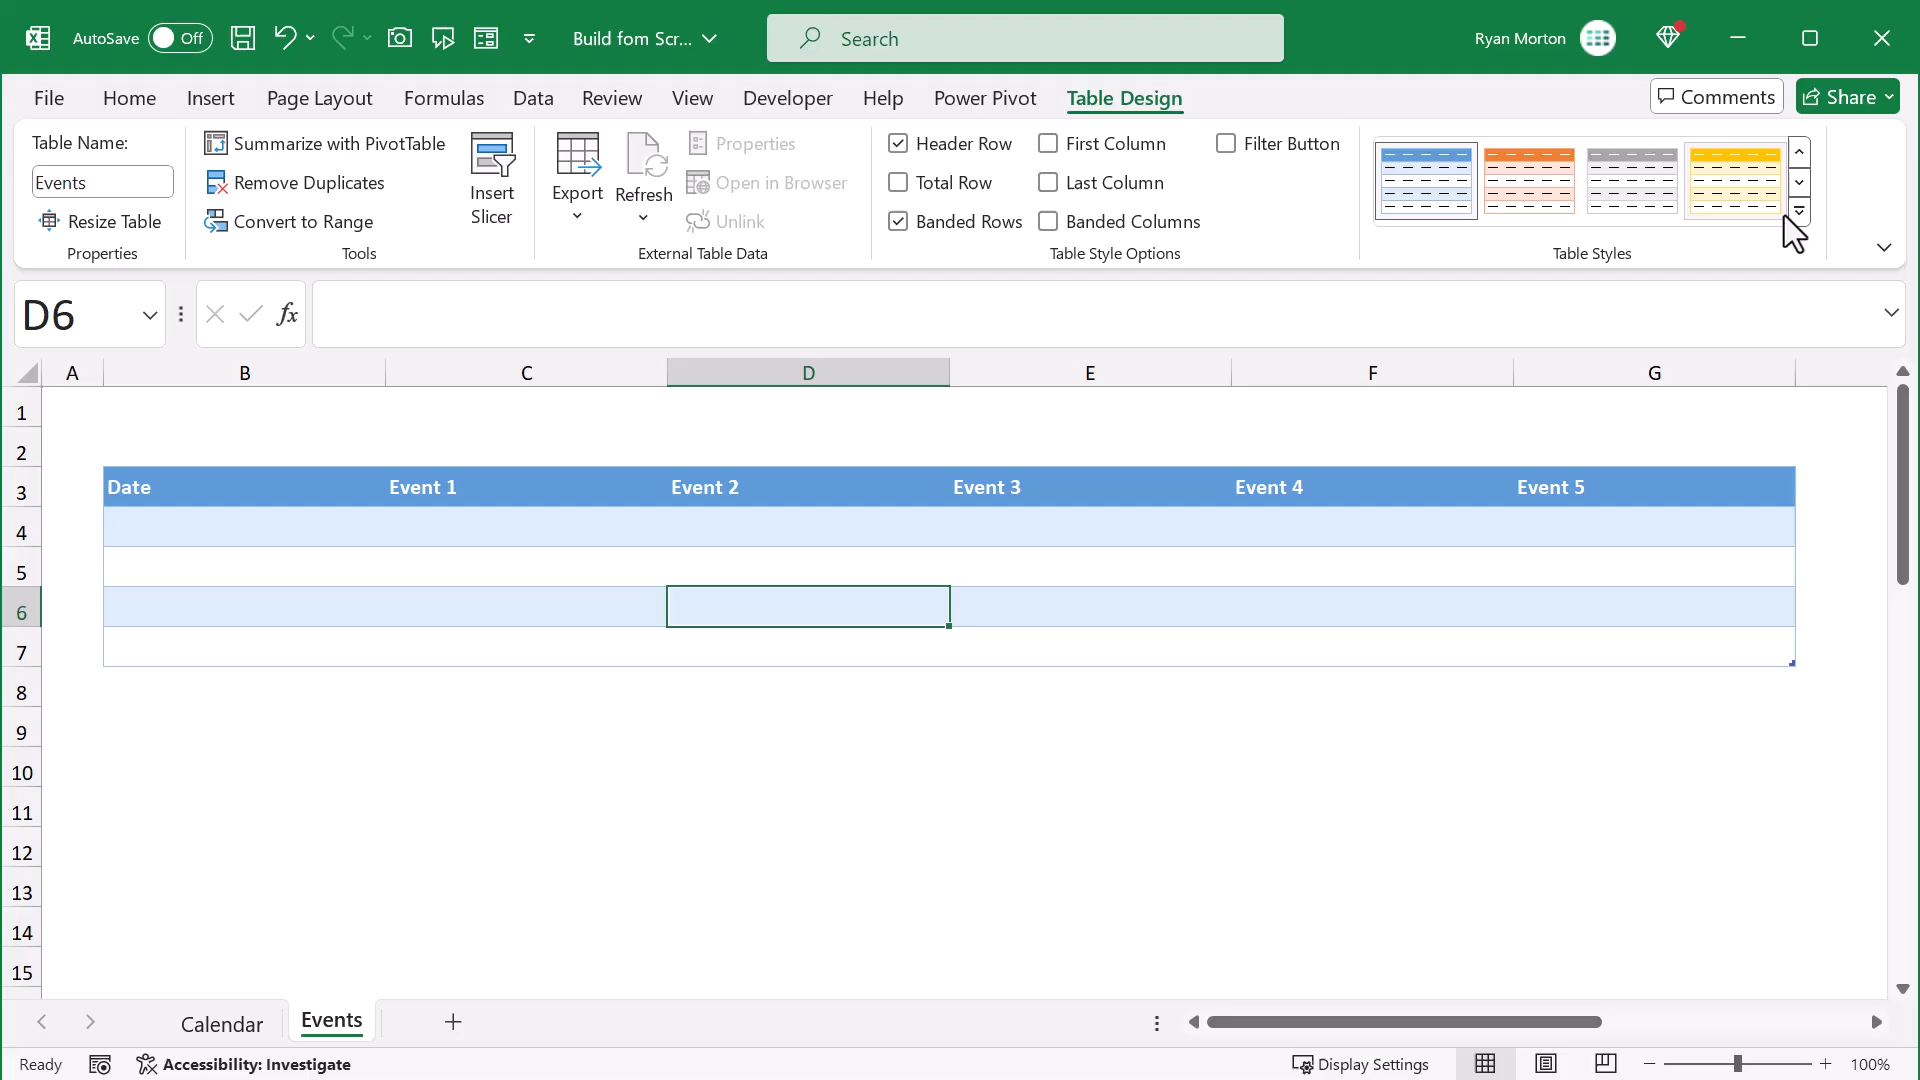 AutoSave Off Build fom Scr... Search Ryan Morton
File Home Insert Page Layout Formulas Data Review View Developer Help Power Pivot Table Design Comments Share
Table Name:
Events
Resize Table
Properties
Summarize with PivotTable
Remove Duplicates
Convert to Range
Insert
Slicer
Tools
Export
Refresh
Properties
Open in Browser
Unlink
External Table Data
Header Row First Column Filter Button
Total Row Last Column
Banded Rows Banded Columns
Table Style Options
Table Styles
D6 fx
A B C D E F G
1
2
3 Date Event 1 Event 2 Event 3 Event 4 Event 5
4
5
6
7
8
9
10
11
12
13
14
15
Calendar Events
Ready Accessibility: Investigate Display Settings 100%